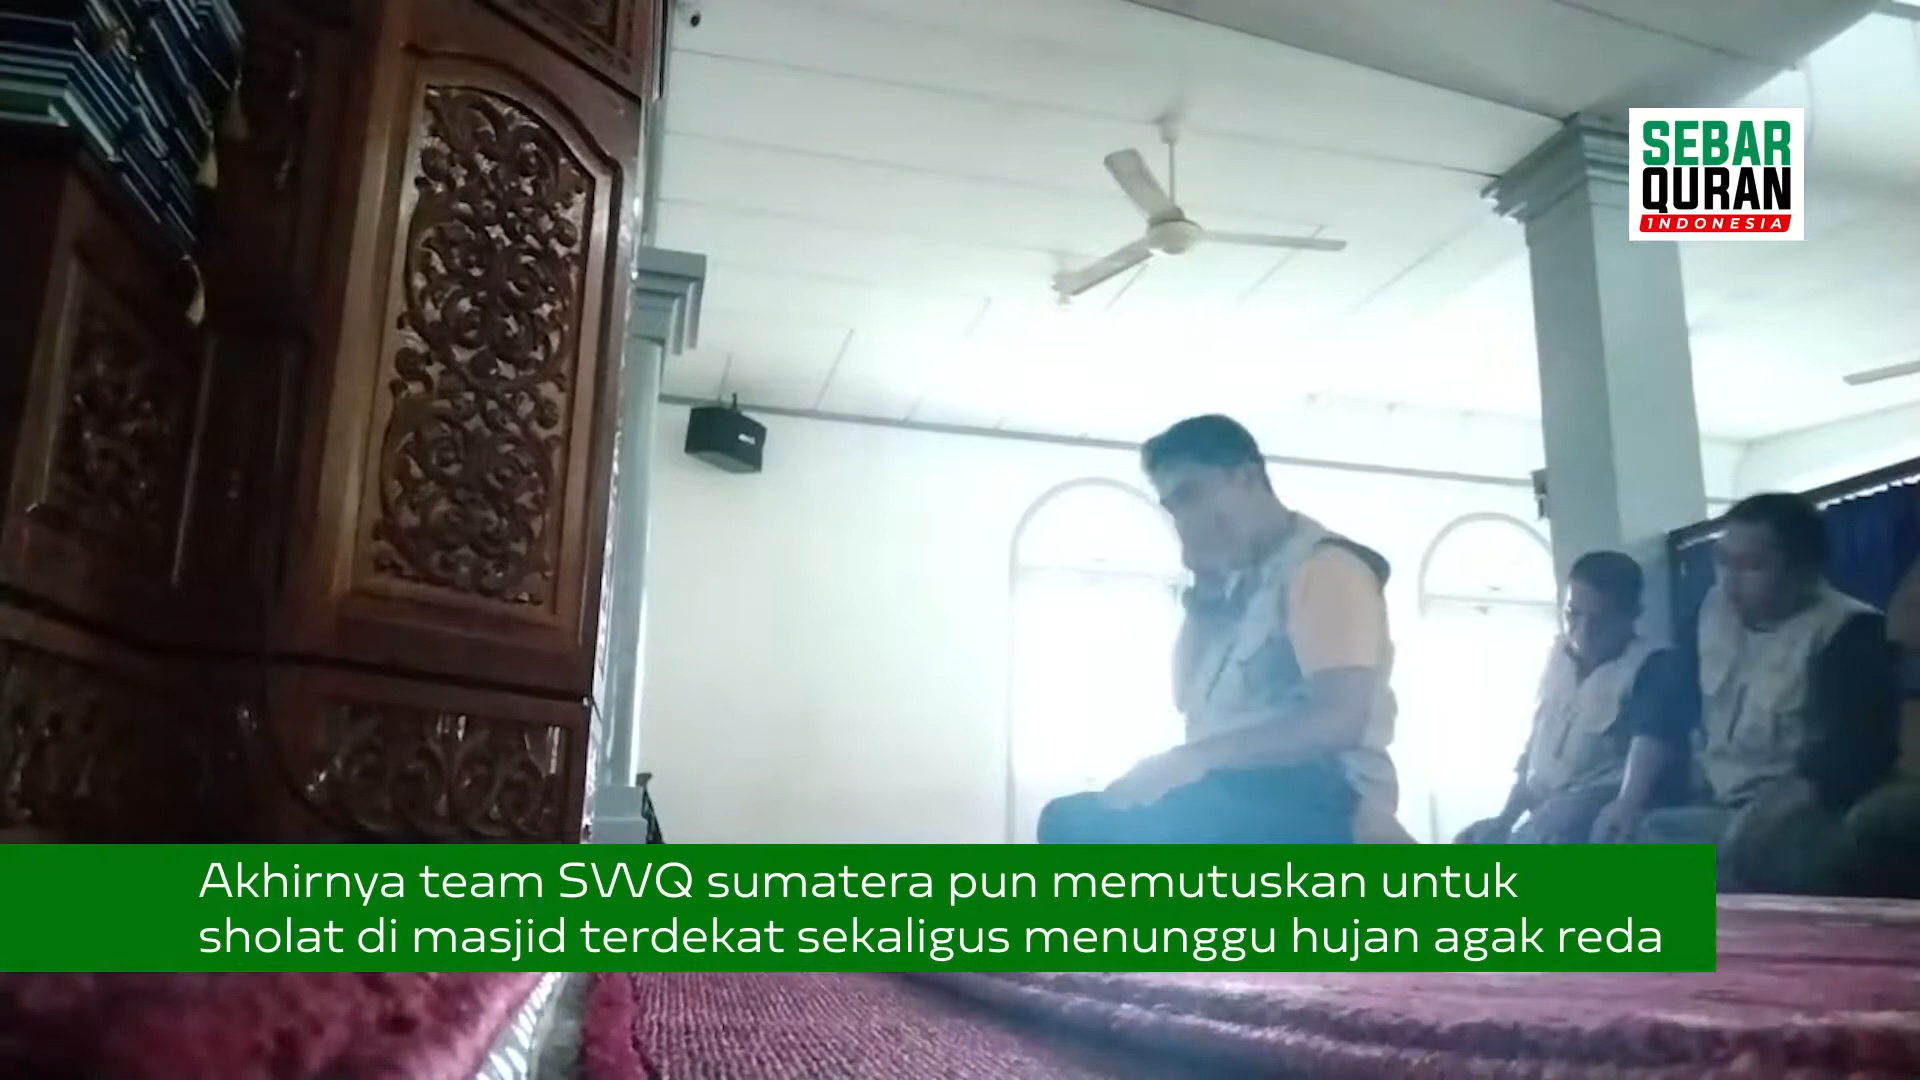 SEBAR
QURAN
INDONESIA
Akhirnya team SWQ sumatera pun memutuskan untuk
sholat di masjid terdekat sekaligus menunggu hujan agak reda